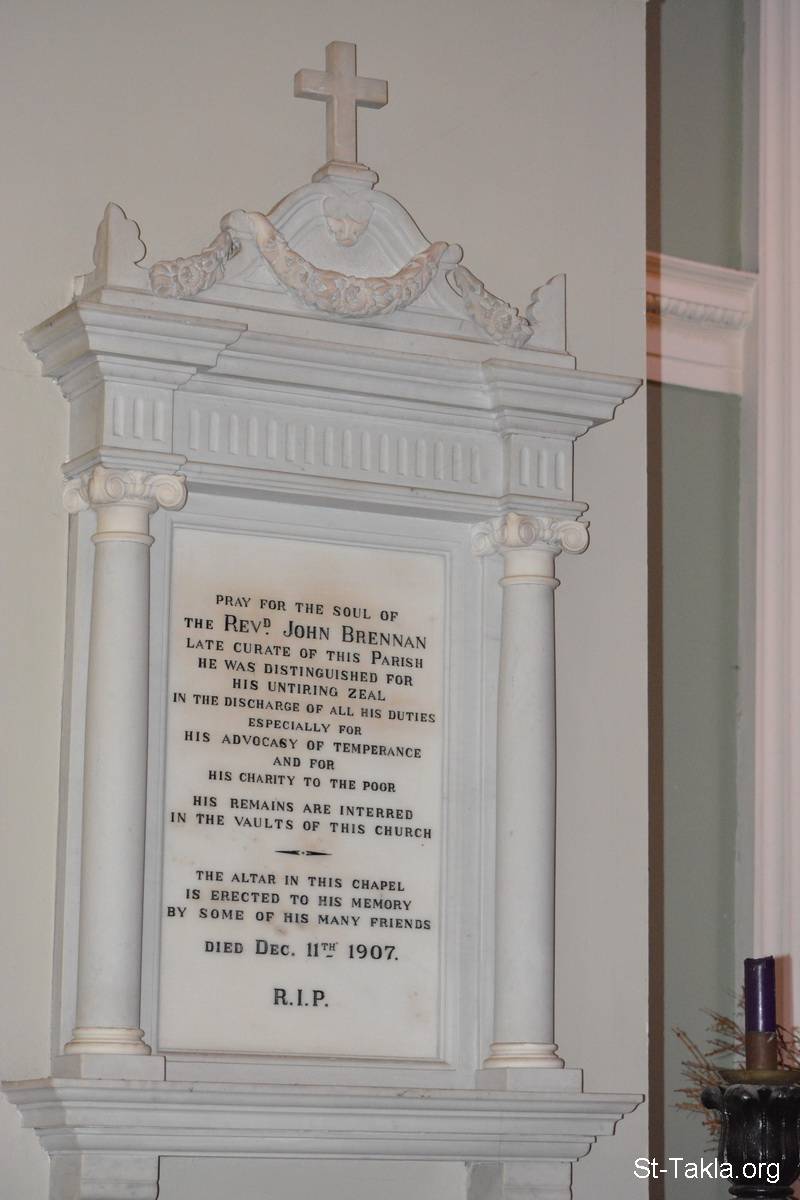 PRAY FOR THE SOUL OF
THE REVD. JOHN BRENNAN
LATE CURATE OF THIS PARISH
HE WAS DISTINGUISHED FOR
HIS UNTIRING ZEAL
IN THE DISCHARGE OF ALL HIS DUTIES
ESPECIALLY FOR
HIS ADVOCASY OF TEMPERANCE
AND FOR
HIS CHARITY TO THE POOR
HIS REMAINS ARE INTERRED
IN THE VAULTS OF THIS CHURCH
THE ALTAR IN THIS CHAPEL
IS ERECTED TO HIS MEMORY
BY SOME OF HIS MANY FRIENDS
DIED DEC. 11TH 1907.
R.I.P.
St-Takla.org